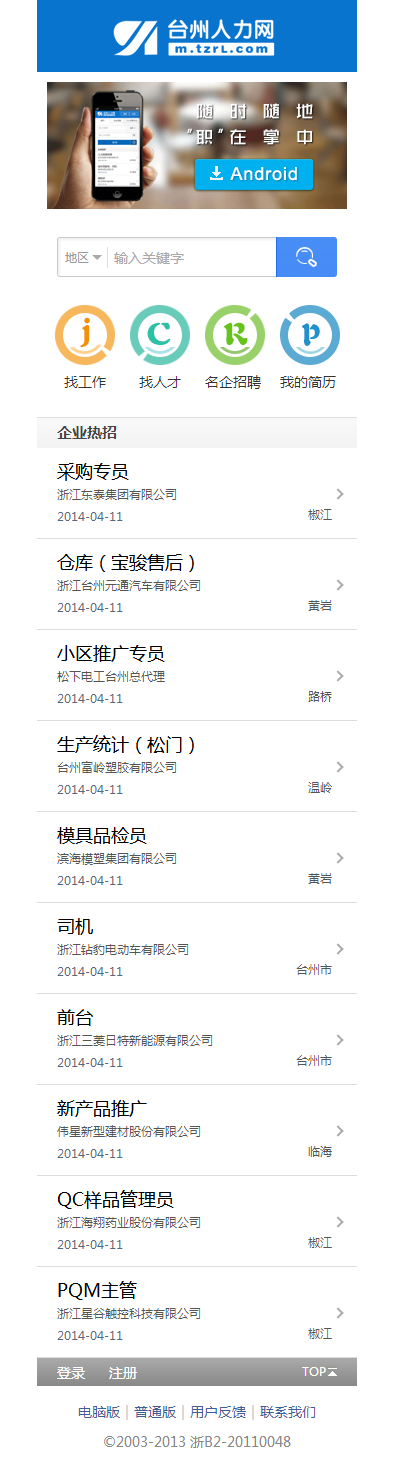 台州人力网
m.tzrl.com
随时随地
"职"在掌中
Android
地区 输入关键字
j C R p
找工作 找人才 名企招聘 我的简历
企业热招
采购专员
浙江东泰集团有限公司
2014-04-11 椒江
仓库（宝骏售后）
浙江台州元通汽车有限公司
2014-04-11 黄岩
小区推广专员
松下电工台州总代理
2014-04-11 路桥
生产统计（松门）
台州富岭塑胶有限公司
2014-04-11 温岭
模具品检员
滨海模塑集团有限公司
2014-04-11 黄岩
司机
浙江钻豹电动车有限公司
2014-04-11 台州市
前台
浙江三菱日特新能源有限公司
2014-04-11 台州市
新产品推广
伟星新型建材股份有限公司
2014-04-11 临海
QC样品管理员
浙江海翔药业股份有限公司
2014-04-11 椒江
PQM主管
浙江星谷触控科技有限公司
2014-04-11 椒江
登录 注册 TOP
电脑版 | 普通版 | 用户反馈 | 联系我们
©2003-2013 浙B2-20110048